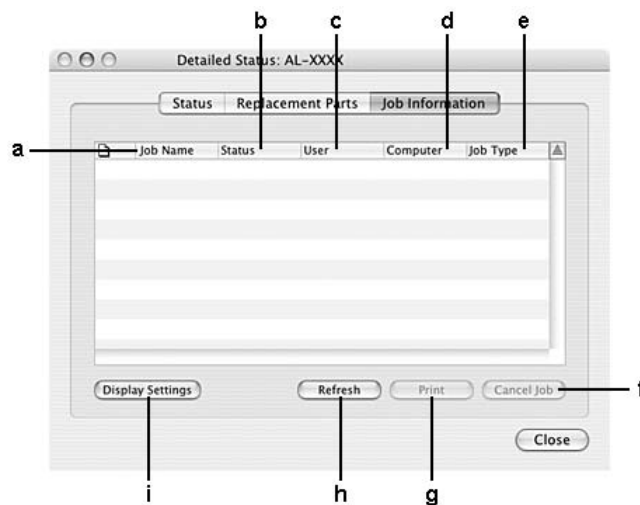 b c d e
Detailed Status: AL-XXXX
Status Replacement Parts Job Information
a Job Name Status User Computer Job Type
Display Settings Refresh Print Cancel Job f
Close
i h g